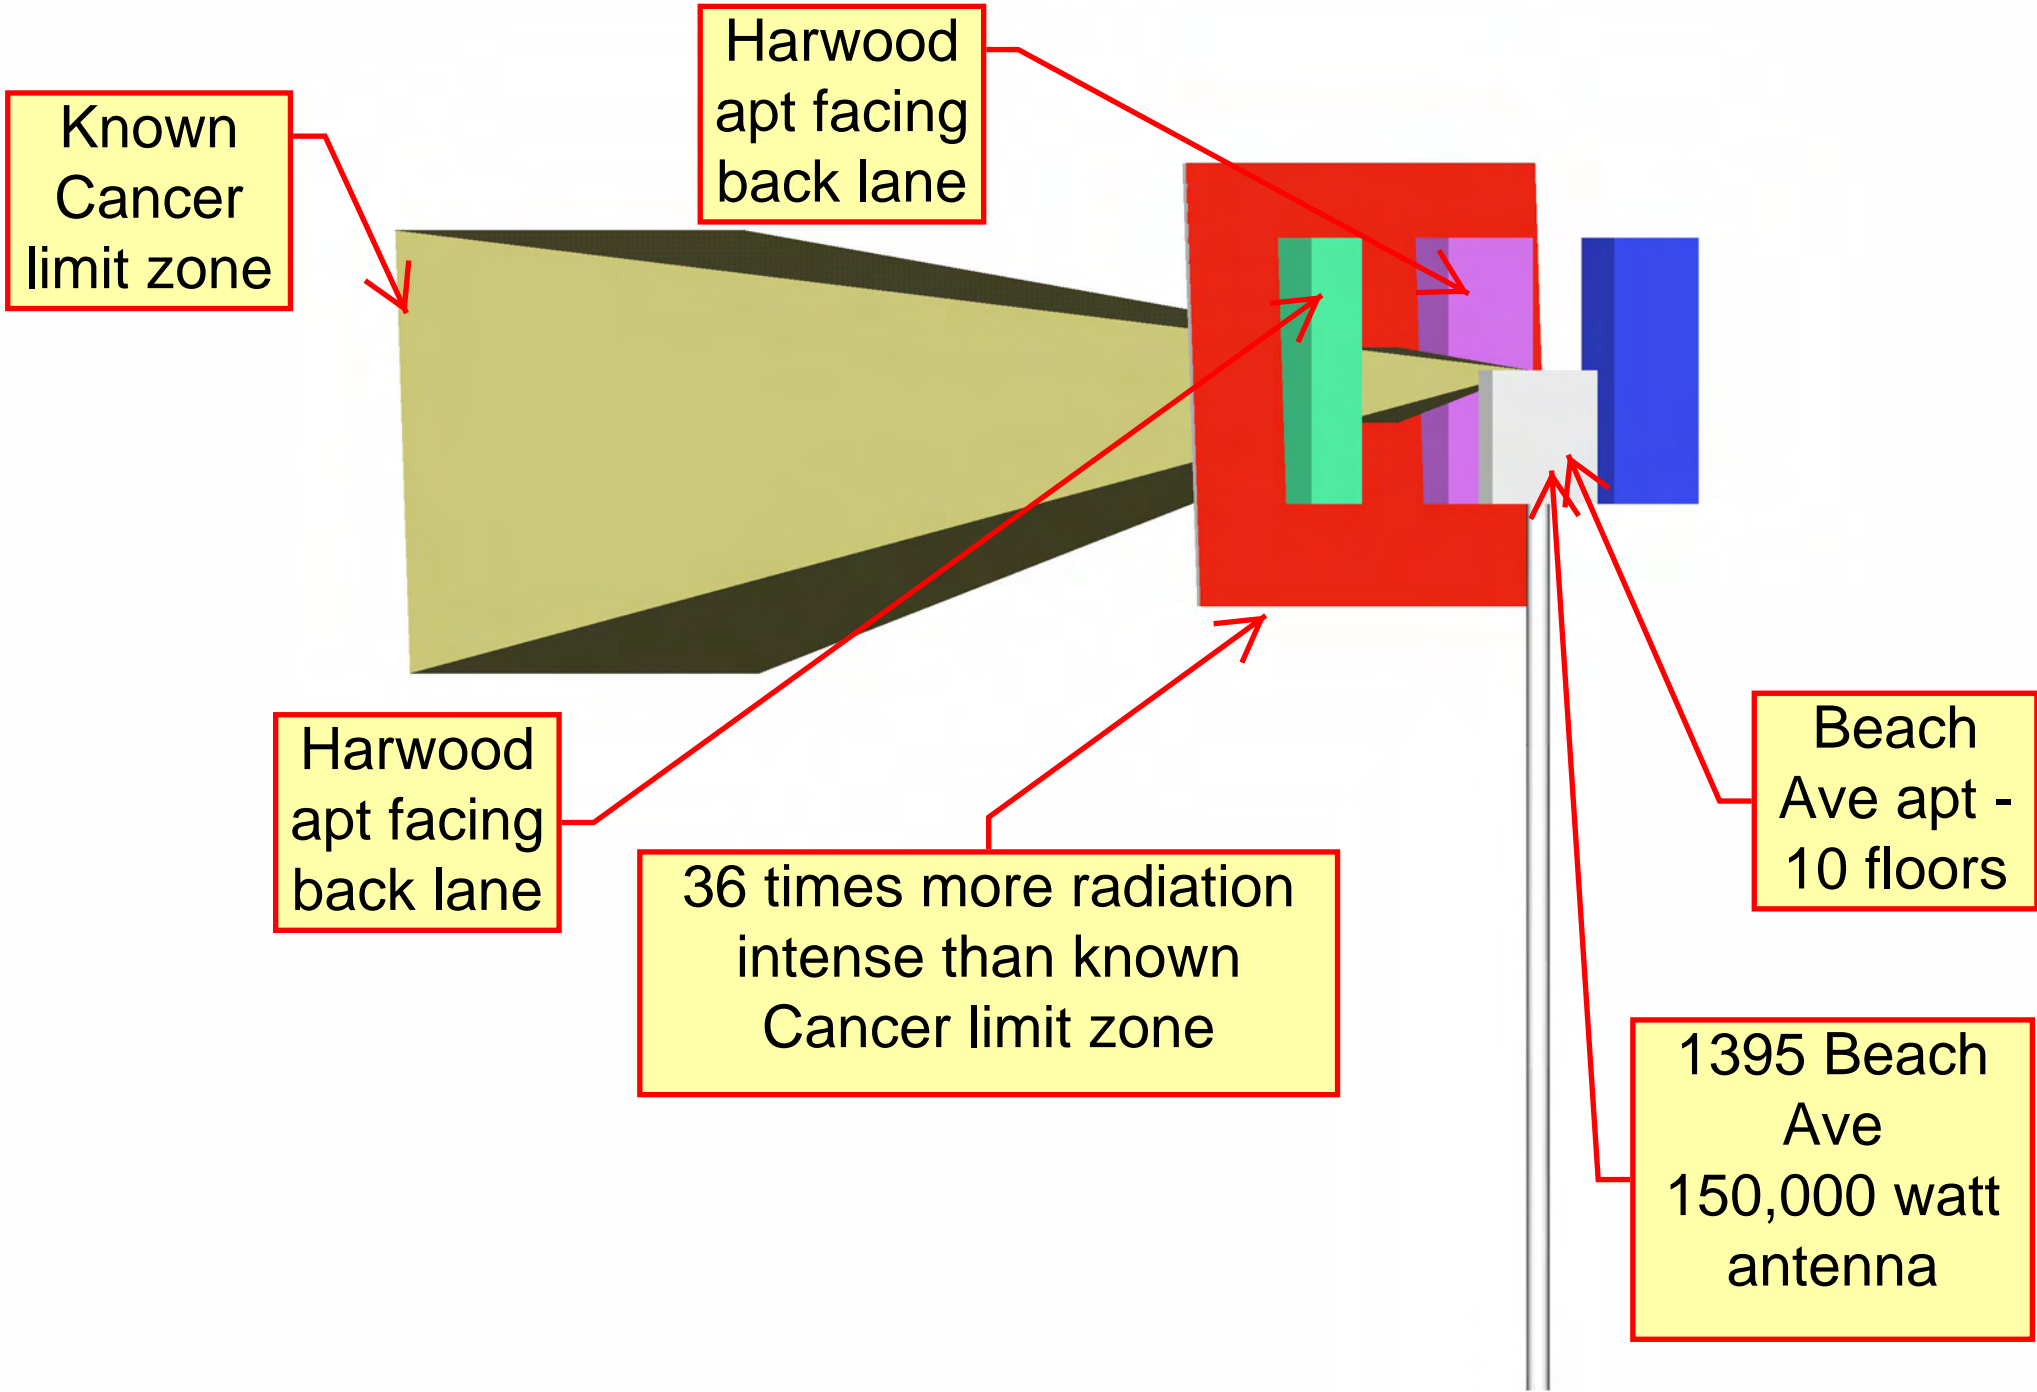 Harwood
apt facing
back lane
Known
Cancer
limit zone
Harwood
apt facing
back lane
36 times more radiation
intense than known
Cancer limit zone
Beach
Ave apt -
10 floors
1395 Beach
Ave
150,000 watt
antenna